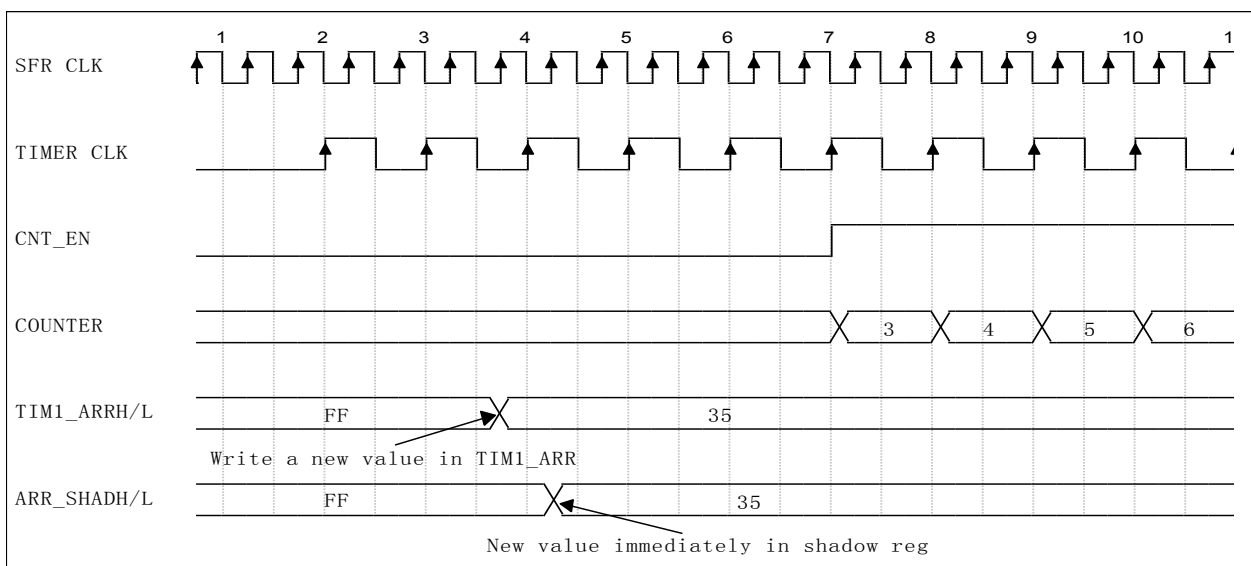 1 2 3 4 5 6 7 8 9 10 1
SFR CLK
TIMER CLK
CNT_EN
COUNTER 3 4 5 6
TIM1_ARRH/L FF 35
Write a new value in TIM1_ARR
ARR_SHADH/L FF 35
New value immediately in shadow reg